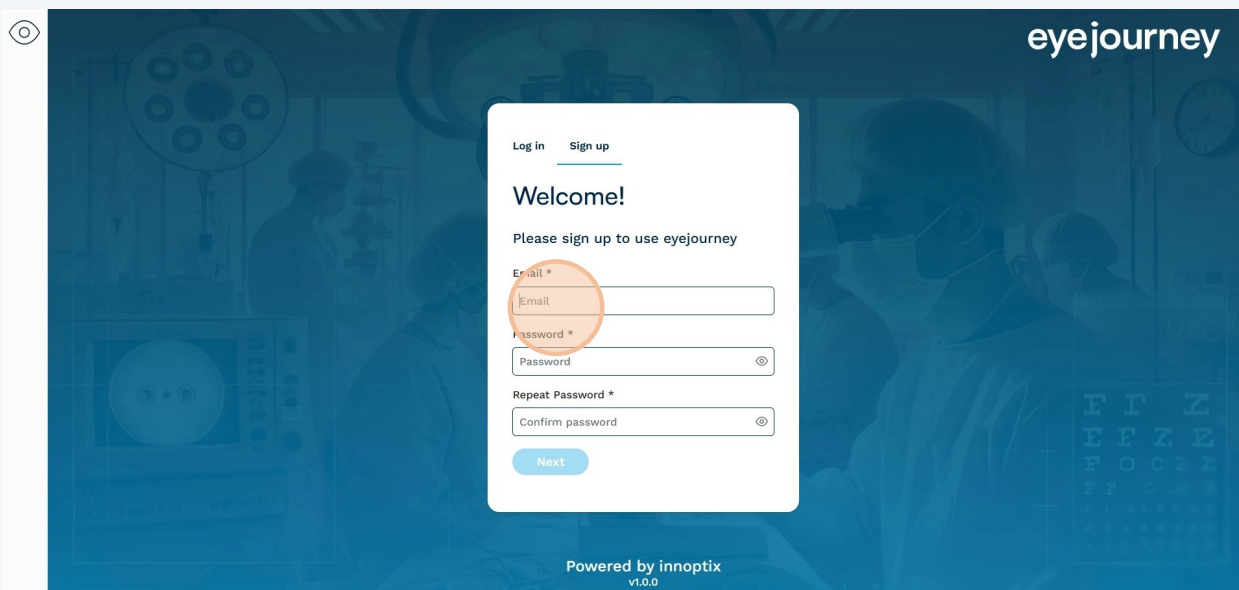 eyejourney
Log in Sign up
Welcome!
Please sign up to use eyejourney
Email *
Email
Password *
Password
Repeat Password *
Confirm password
Next
Powered by innoptix
v1.0.0